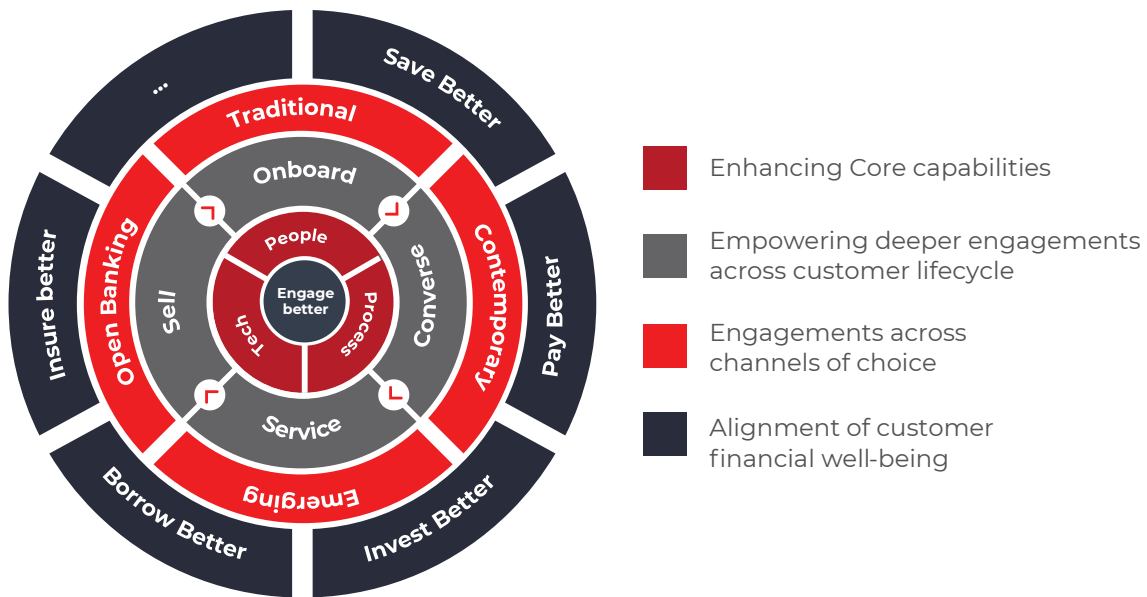 ...
Save Better
Pay Better
Invest Better
Borrow Better
Insure better
Traditional
Contemporary
Emerging
Open Banking
Onboard
Converse
Service
Sell
People
Process
Tech
Engage
better
Enhancing Core capabilities
Empowering deeper engagements
across customer lifecycle
Engagements across
channels of choice
Alignment of customer
financial well-being